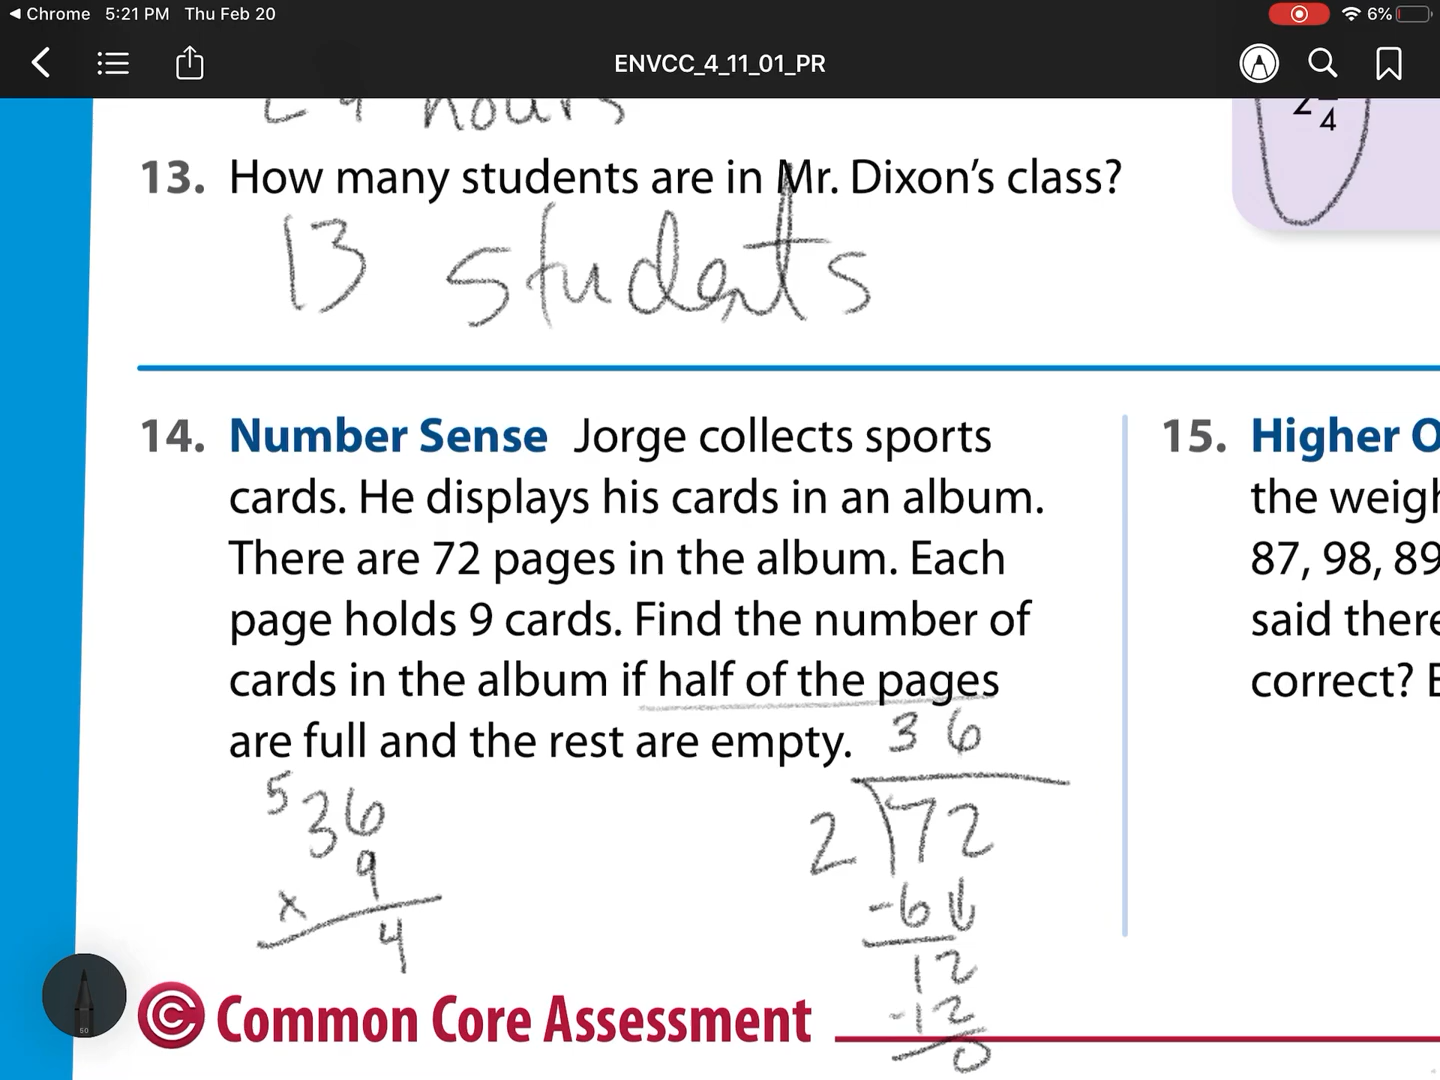 Chrome 5:21 PM Thu Feb 20
6%
ENVCC_4_11_01_PR
hours
4
13. How many students are in Mr. Dixon's class?
13 students
14. Number Sense Jorge collects sports
cards. He displays his cards in an album.
There are 72 pages in the album. Each
page holds 9 cards. Find the number of
cards in the album if half of the pages
are full and the rest are empty.
36
2 72
-6
12
-12
0
5
36
x 9
4
15. Higher O
the weigh
87, 98, 89
said there
correct? E
50
© Common Core Assessment